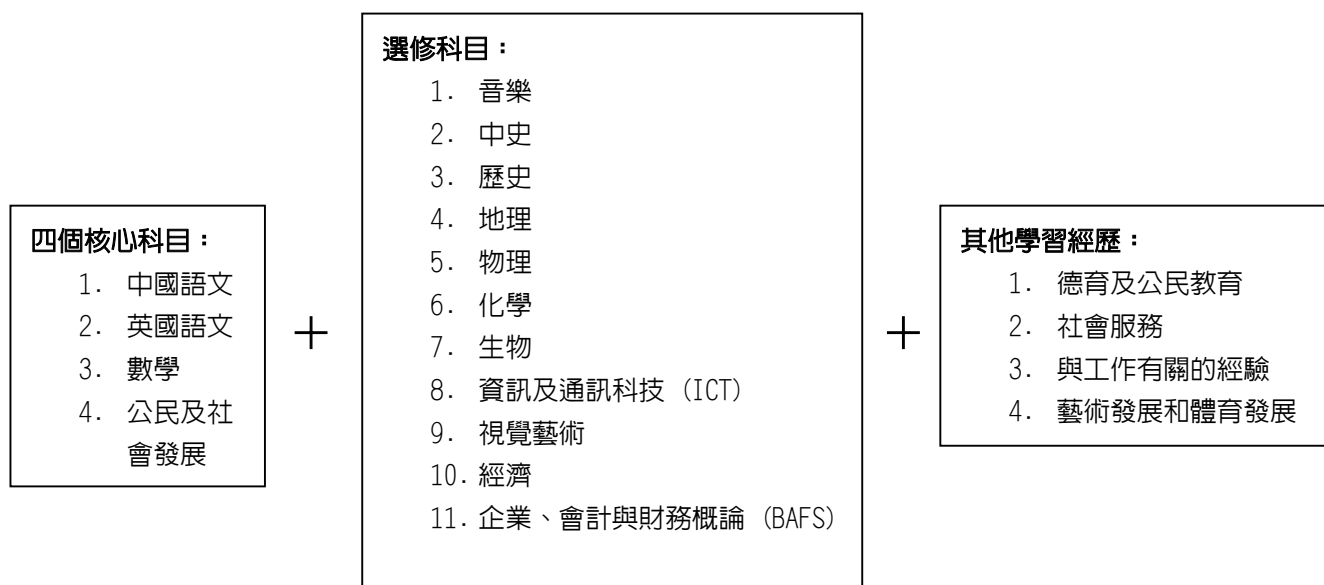 四個核心科目：
1. 中國語文
2. 英國語文
3. 數學
4. 公民及社
會發展
+
選修科目：
1. 音樂
2. 中史
3. 歷史
4. 地理
5. 物理
6. 化學
7. 生物
8. 資訊及通訊科技 (ICT)
9. 視覺藝術
10. 經濟
11. 企業、會計與財務概論 (BAFS)
+
其他學習經歷：
1. 德育及公民教育
2. 社會服務
3. 與工作有關的經驗
4. 藝術發展和體育發展